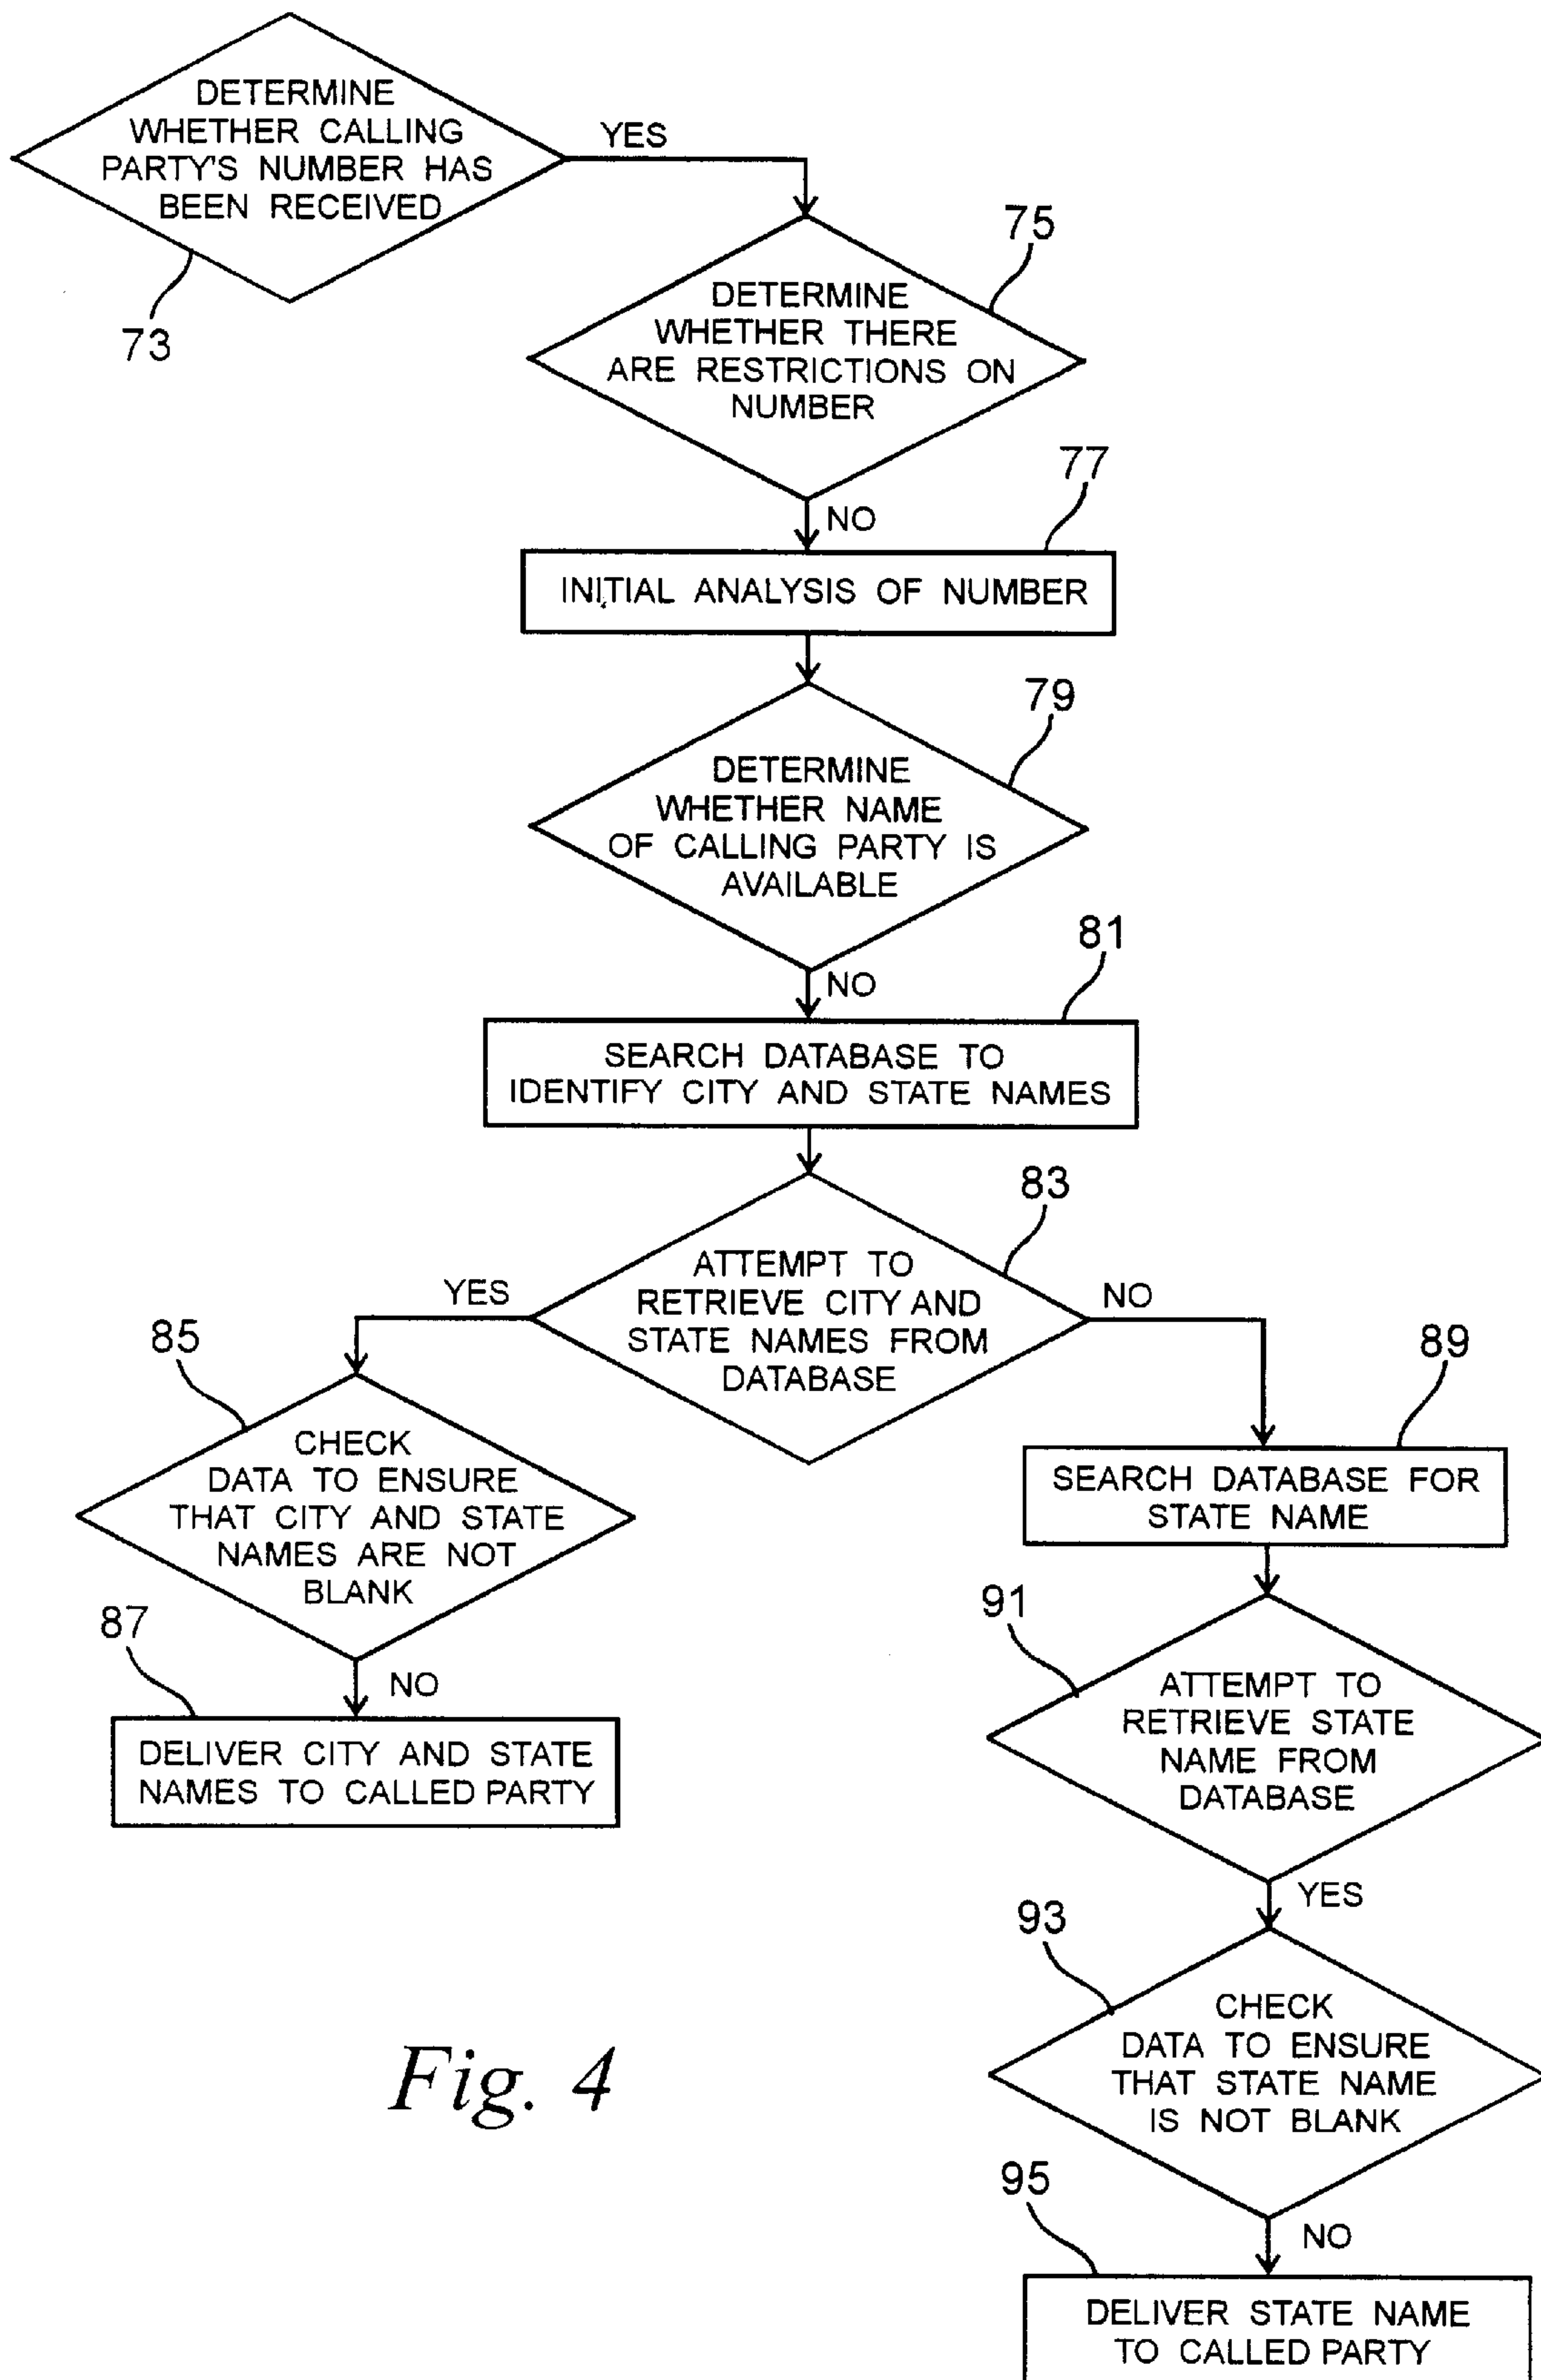 DETERMINE
WHETHER CALLING
PARTY'S NUMBER HAS
BEEN RECEIVED
YES
73
75
DETERMINE
WHETHER THERE
ARE RESTRICTIONS ON
NUMBER
NO
77
INITIAL ANALYSIS OF NUMBER
79
DETERMINE
WHETHER NAME
OF CALLING PARTY IS
AVAILABLE
NO
81
SEARCH DATABASE TO
IDENTIFY CITY AND STATE NAMES
83
ATTEMPT TO
RETRIEVE CITY AND
STATE NAMES FROM
DATABASE
YES
NO
85
CHECK
DATA TO ENSURE
THAT CITY AND STATE
NAMES ARE NOT
BLANK
NO
87
DELIVER CITY AND STATE
NAMES TO CALLED PARTY
89
SEARCH DATABASE FOR
STATE NAME
91
ATTEMPT TO
RETRIEVE STATE
NAME FROM
DATABASE
YES
93
CHECK
DATA TO ENSURE
THAT STATE NAME
IS NOT BLANK
NO
95
DELIVER STATE NAME
TO CALLED PARTY
Fig. 4